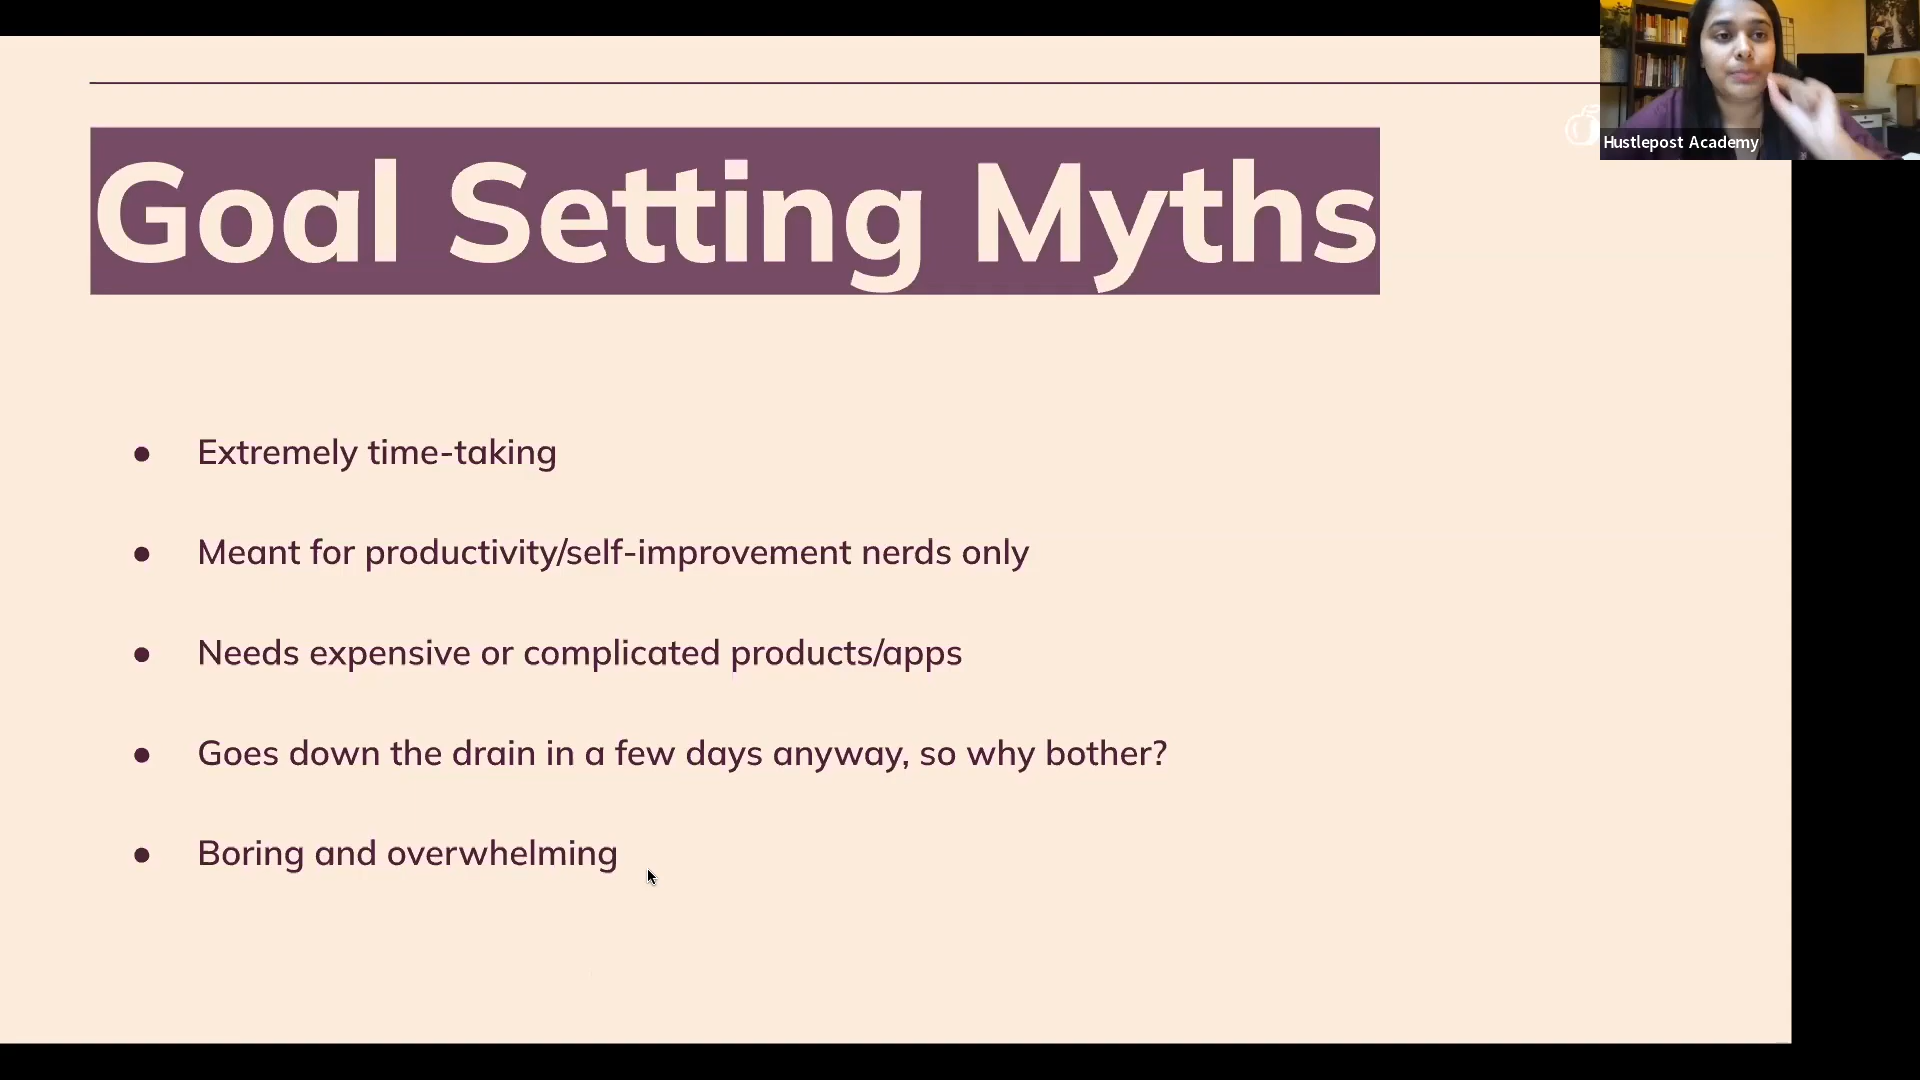 Hustlepost Academy
Goal Setting Myths
● Extremely time-taking
● Meant for productivity/self-improvement nerds only
● Needs expensive or complicated products/apps
● Goes down the drain in a few days anyway, so why bother?
● Boring and overwhelming